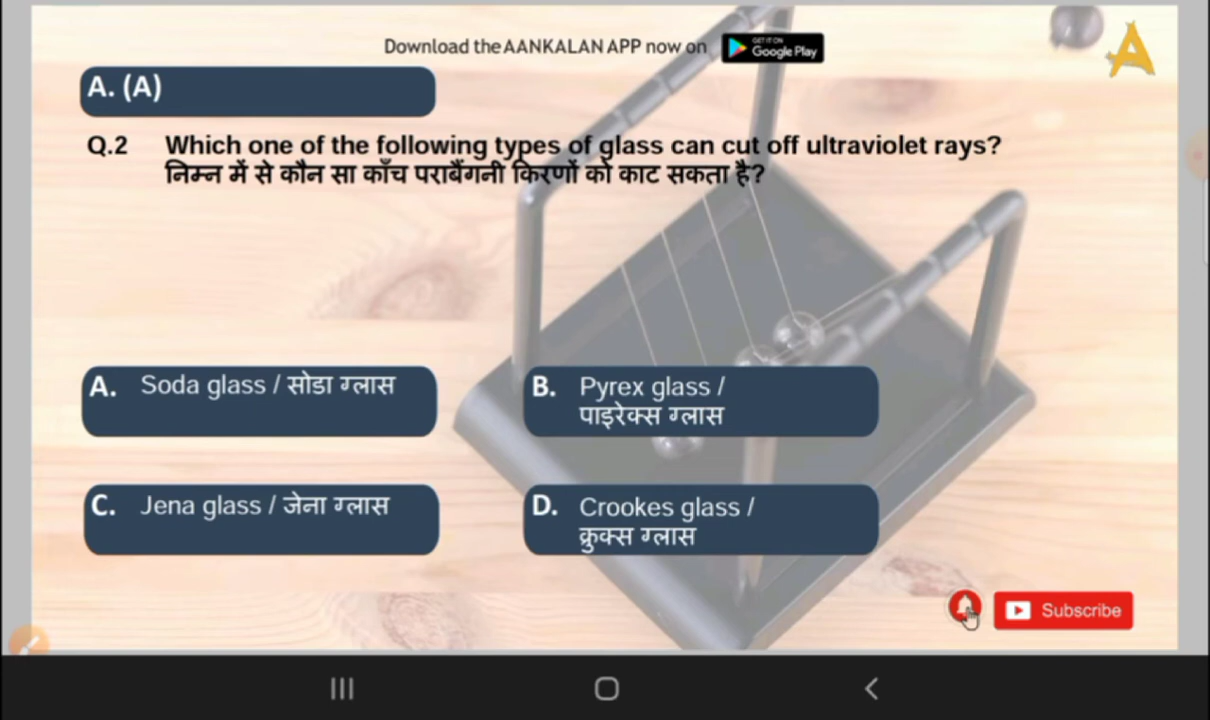 Download the AANKALAN APP now on
GET IT ON
Google Play
A
A. (A)
Q.2 Which one of the following types of glass can cut off ultraviolet rays?
निम्न में से कौन सा काँच पराबैंगनी किरणों को काट सकता है?
A. Soda glass / सोडा ग्लास
B. Pyrex glass /
पाइरेक्स ग्लास
C. Jena glass / जेना ग्लास
D. Crookes glass /
क्रुक्स ग्लास
Subscribe